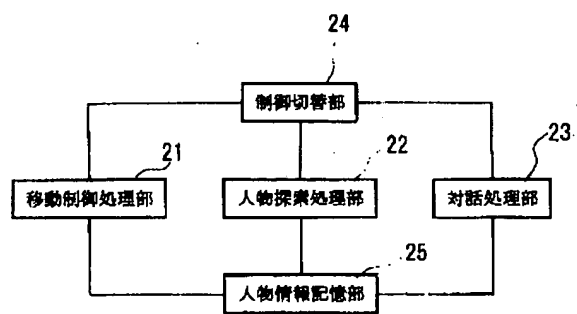 24
制御切替部
21
22
23
移動制御処理部
人物探索処理部
対話処理部
25
人物情報記憶部